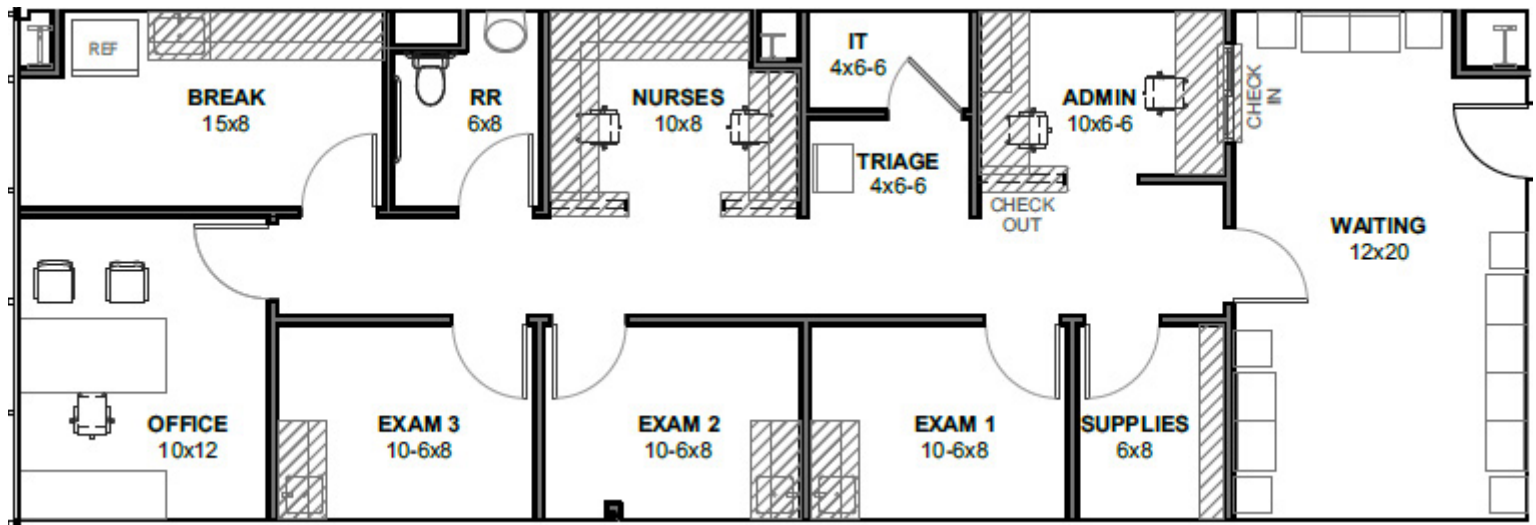 REF
BREAK
15x8
RR
6x8
NURSES
10x8
IT
4x6-6
TRIAGE
4x6-6
ADMIN
10x6-6
CHECK
IN
CHECK
OUT
WAITING
12x20
OFFICE
10x12
EXAM 3
10-6x8
EXAM 2
10-6x8
EXAM 1
10-6x8
SUPPLIES
6x8